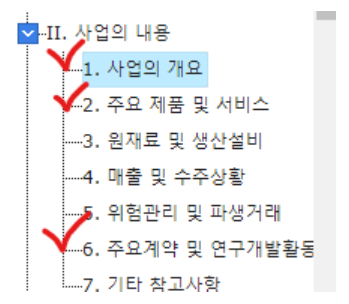 II. 사업의 내용
1. 사업의 개요
2. 주요 제품 및 서비스
3. 원재료 및 생산설비
4. 매출 및 수주상황
5. 위험관리 및 파생거래
6. 주요계약 및 연구개발활동
7. 기타 참고사항